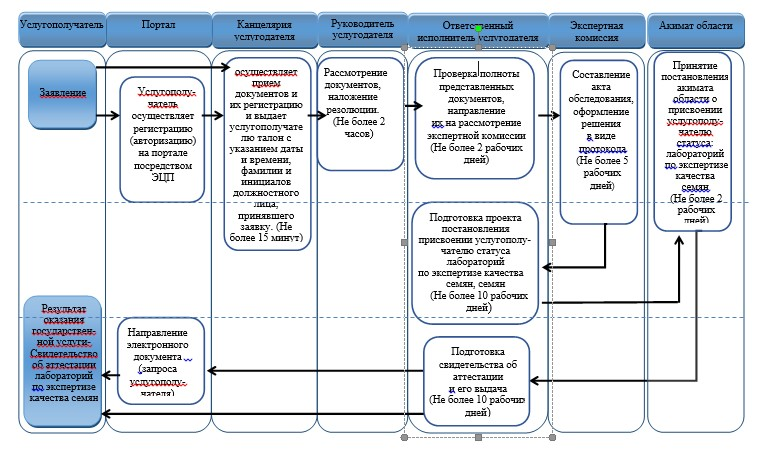 Услугополучатель
Портал
Канцелярия
услугодателя
Руководитель
услугодателя
Ответственный
исполнитель услугодателя
Экспертная
комиссия
Акимат области
Заявление
Услугополу-
чатель
осуществляет
регистрацию
(авторизацию)
на портале
посредством
ЭЦП
осуществляет
прием
документов и
их регистрацию
и выдает
услугополучате
лю талон с
указанием даты
и времени,
фамилии и
инициалов
должностного
лица,
принявшего
заявку. (Не
более 15 минут)
Рассмотрение
документов,
наложение
резолюции.
(Не более 2
часов)
Проверка полноты
представленных
документов,
направление
их на рассмотрение
экспертной комиссии
(Не более 2 рабочих
дней)
Составление
акта
обследования,
оформление
решения
в виде
протокола
(Не более 5
рабочих
дней)
Принятие
постановления
акимата
области о
присвоении
услугополу-
чателю
статуса:
лабораторий
по экспертизе
качества
семян
(Не более 2
рабочих
дней)
Подготовка проекта
постановления
присвоении услугополу-
чателю статуса
лабораторий
по экспертизе качества
семян, семян
(Не более 10 рабочих
дней)
Результат
оказания
государствен-
ной услуги-
Свидетельство
об аттестации
лабораторий
по экспертизе
качества семян
Направление
электронного
документа
(запроса
услугополу-
чателя)
Подготовка
свидетельства об
аттестации
и его выдача
(Не более 10 рабочих
дней)